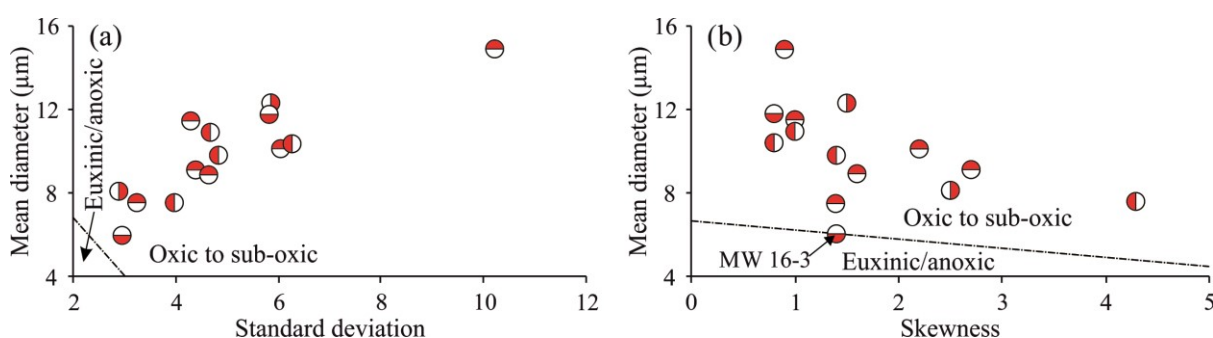 (a)
Mean diameter (µm)
16
12
8
4
Euxinic/anoxic
Oxic to sub-oxic
2 4 6 8 10 12
Standard deviation
(b)
Mean diameter (µm)
16
12
8
4
Oxic to sub-oxic
MW 16-3
Euxinic/anoxic
0 1 2 3 4 5
Skewness